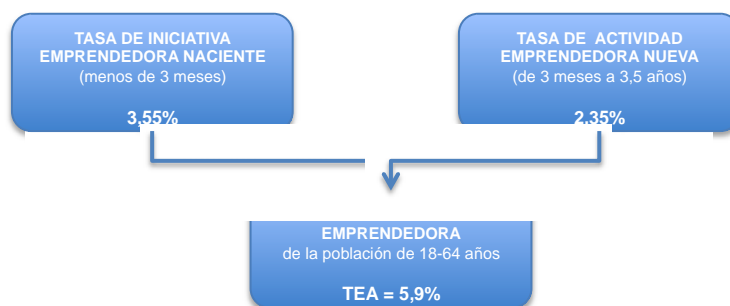 TASA DE INICIATIVA
EMPRENDEDORA NACIENTE
(menos de 3 meses)
3,55%
TASA DE ACTIVIDAD
EMPRENDEDORA NUEVA
(de 3 meses a 3,5 años)
2,35%
EMPRENDEDORA
de la población de 18-64 años
TEA = 5,9%